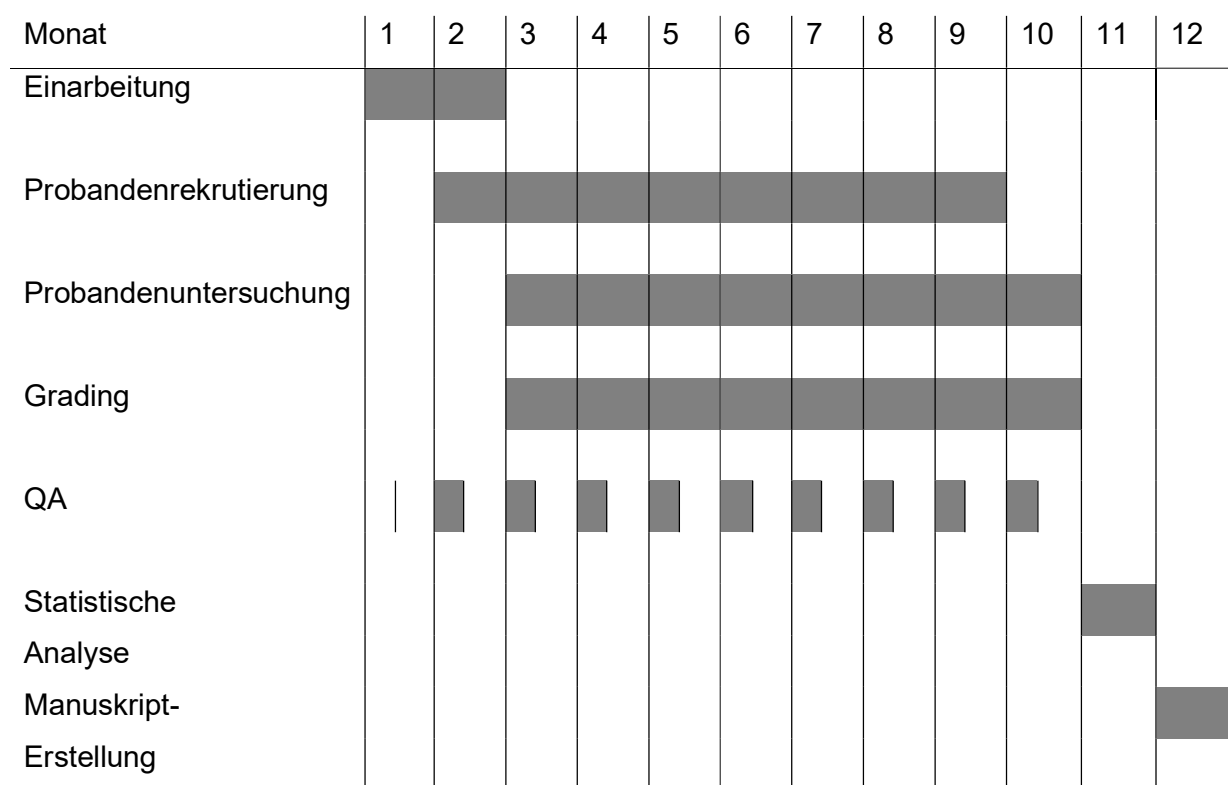 Monat 1 2 3 4 5 6 7 8 9 10 11 12
Einarbeitung
Probandenrekrutierung
Probandenuntersuchung
Grading
QA
Statistische
Analyse
Manuskript-
Erstellung